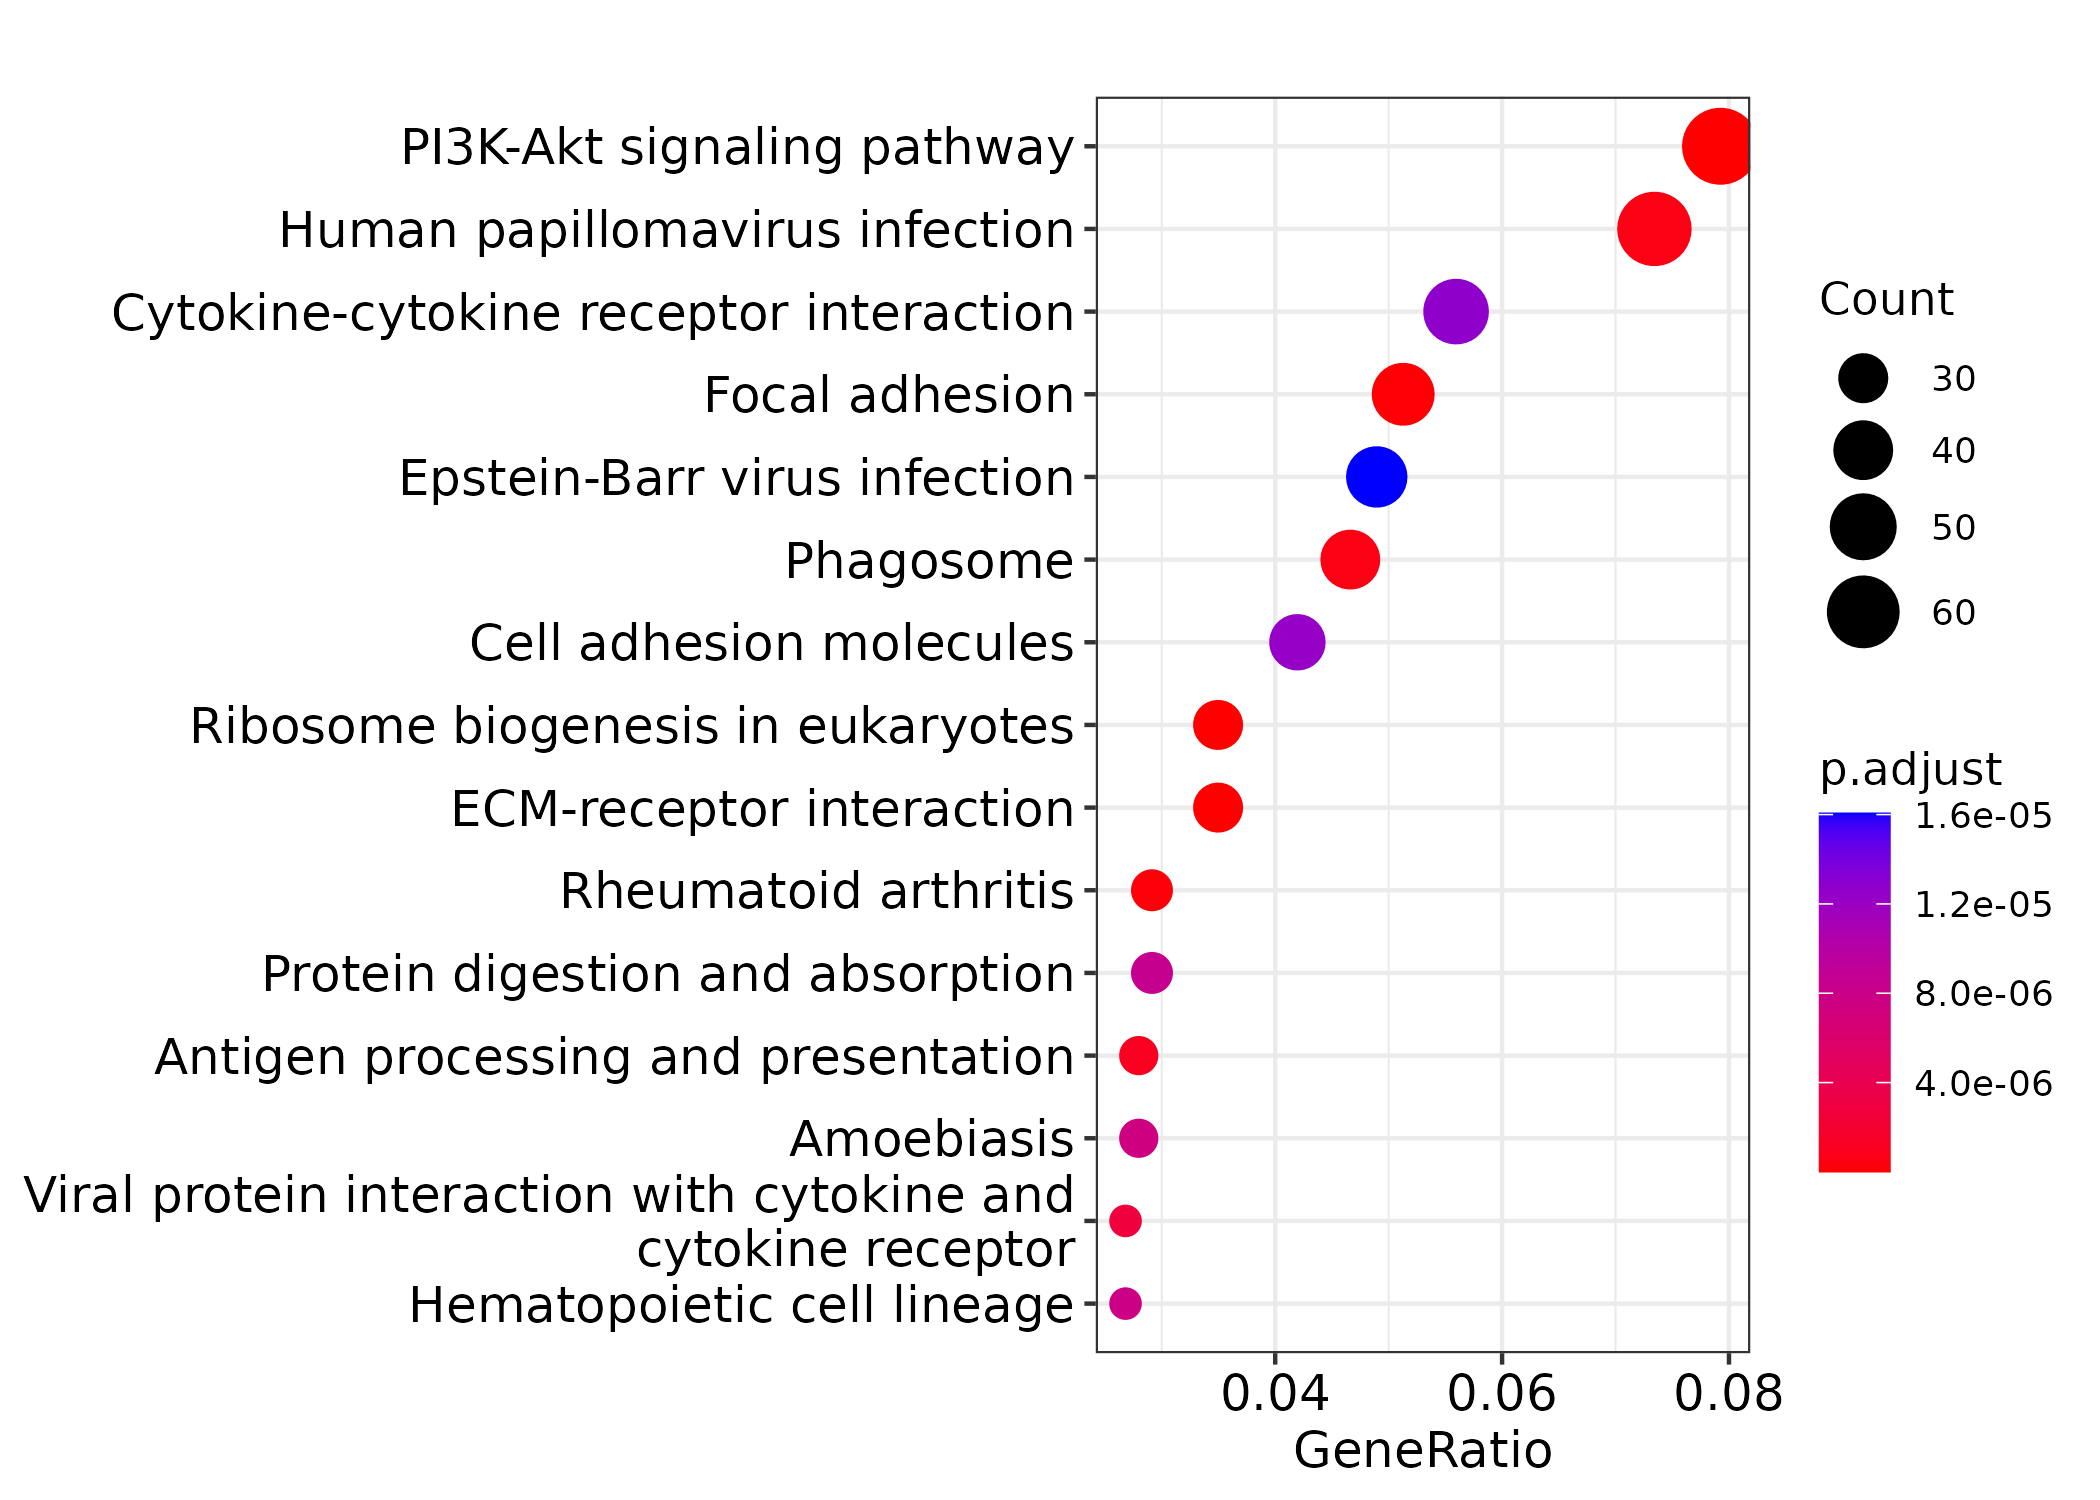 PI3K-Akt signaling pathway
Human papillomavirus infection
Cytokine-cytokine receptor interaction
Focal adhesion
Epstein-Barr virus infection
Phagosome
Cell adhesion molecules
Ribosome biogenesis in eukaryotes
ECM-receptor interaction
Rheumatoid arthritis
Protein digestion and absorption
Antigen processing and presentation
Amoebiasis
Viral protein interaction with cytokine and
cytokine receptor
Hematopoietic cell lineage
0.04 0.06 0.08
GeneRatio
Count
30
40
50
60
p.adjust
1.6e-05
1.2e-05
8.0e-06
4.0e-06